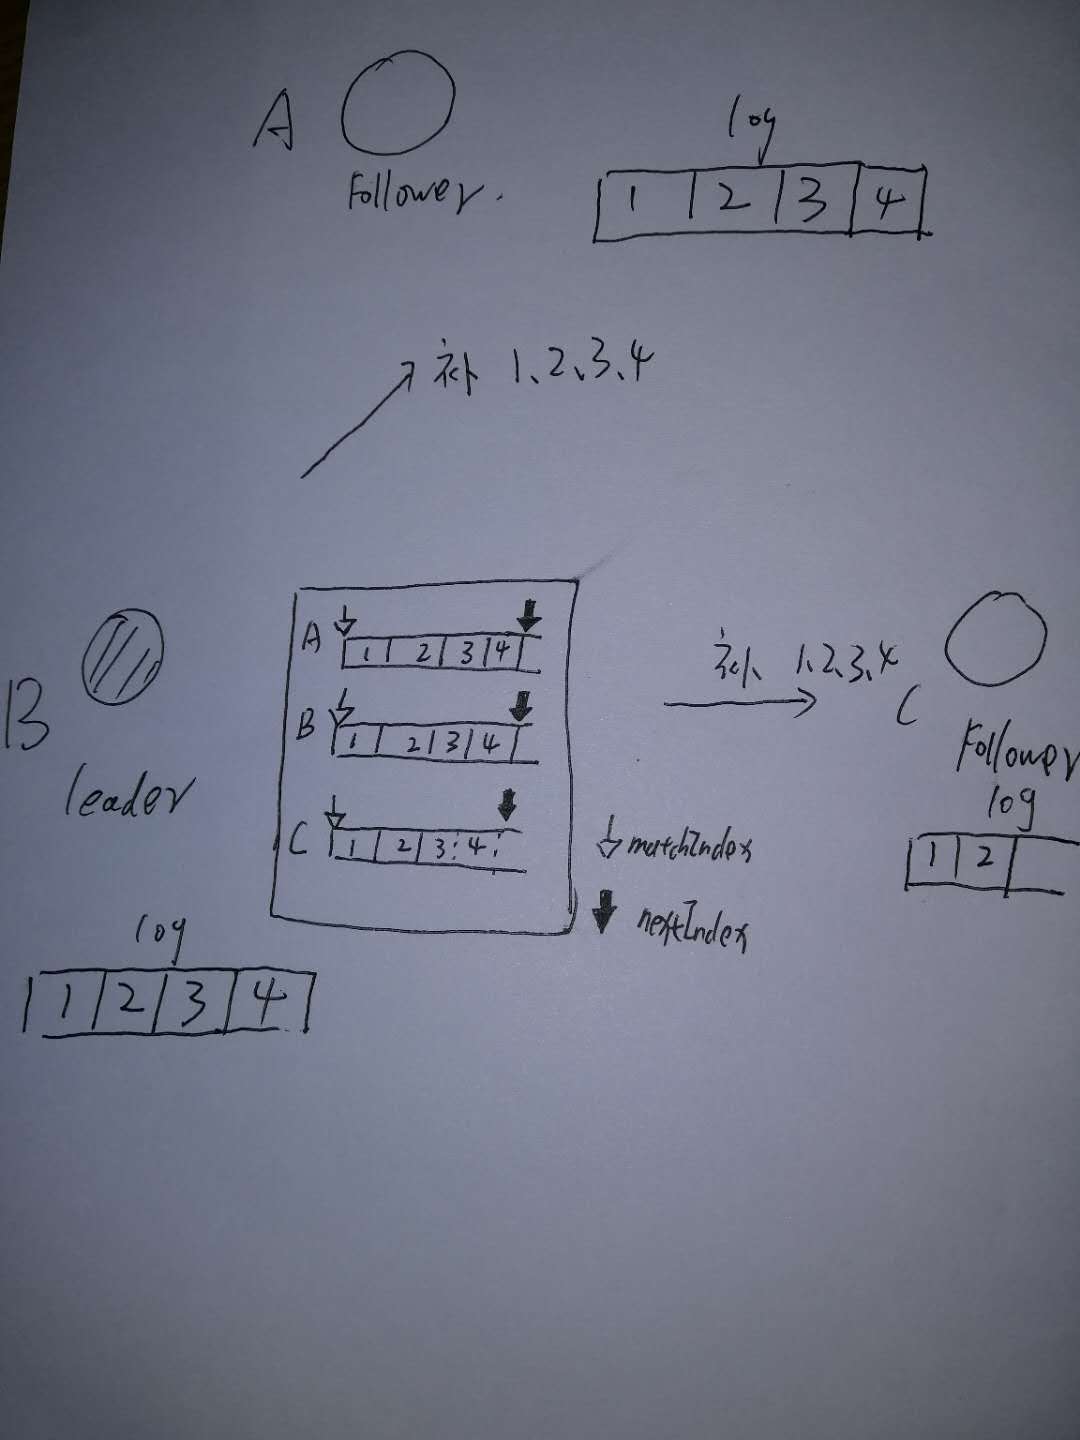 A
Follower.
log
1 2 3 4
补 1、2、3、4
A 1 2 3 4
B 1 2 3 4
C 1 2 3 4
B
leader
log
1 2 3 4
补 1、2、3、4
C
Follower
log
1 2
matchIndex
nextIndex